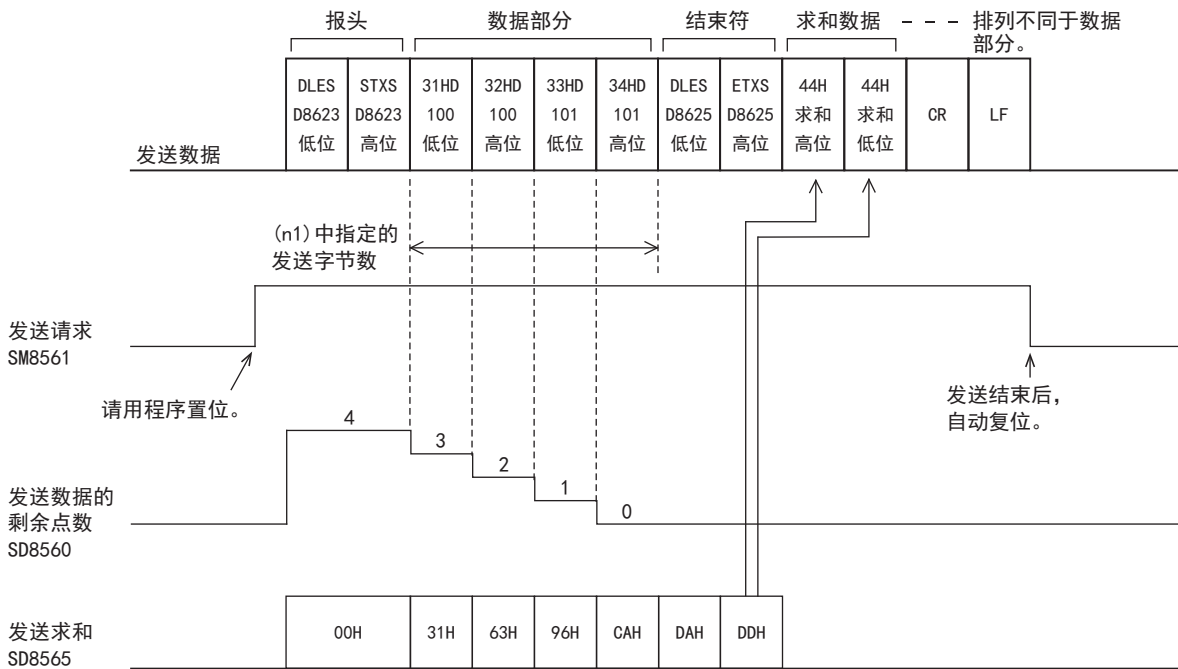 报头 数据部分 结束符 求和数据 - - - 排列不同于数据
部分。
DLES STXS 31HD 32HD 33HD 34HD DLES ETXS 44H 44H
D8623 D8623 100 100 101 101 D8625 D8625 求和 求和 CR LF
低位 高位 低位 高位 低位 高位 低位 高位 高位 低位
发送数据
(n1)中指定的
发送字节数
发送请求
SM8561
请用程序置位。
发送结束后,
自动复位。
4
3
2
1
0
发送数据的
剩余点数
SD8560
发送求和
SD8565
00H 31H 63H 96H CAH DAH DDH